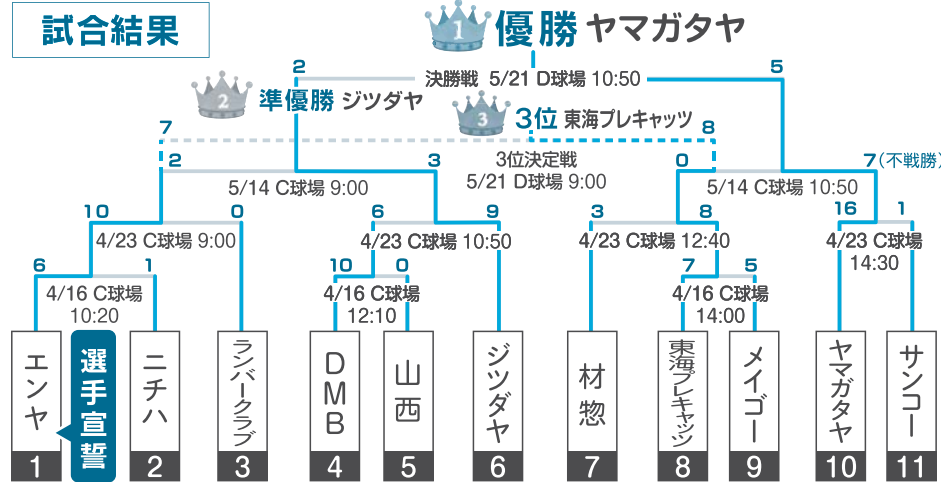 試合結果
1 優勝 ヤマガタヤ
2 決勝戦 5/21 D球場 10:50 5
2 準優勝 ジツダヤ
3 3位 東海プレキャッツ
7 8
3位決定戦
5/21 D球場 9:00
2 3 0 7(不戦勝)
5/14 C球場 9:00 5/14 C球場 10:50
10 0 6 9 3 8 16 1
4/23 C球場 9:00 4/23 C球場 10:50 4/23 C球場 12:40 4/23 C球場
14:30
6 1 10 0 7 5
4/16 C球場 4/16 C球場 4/16 C球場
10:20 12:10 14:00
エンヤ
1
選手宣誓
ニチハ
2
ランバークラブ
3
DMB
4
山西
5
ジツダヤ
6
材惣
7
東海プレキャッツ
8
メイゴー
9
ヤマガタヤ
10
サンコー
11